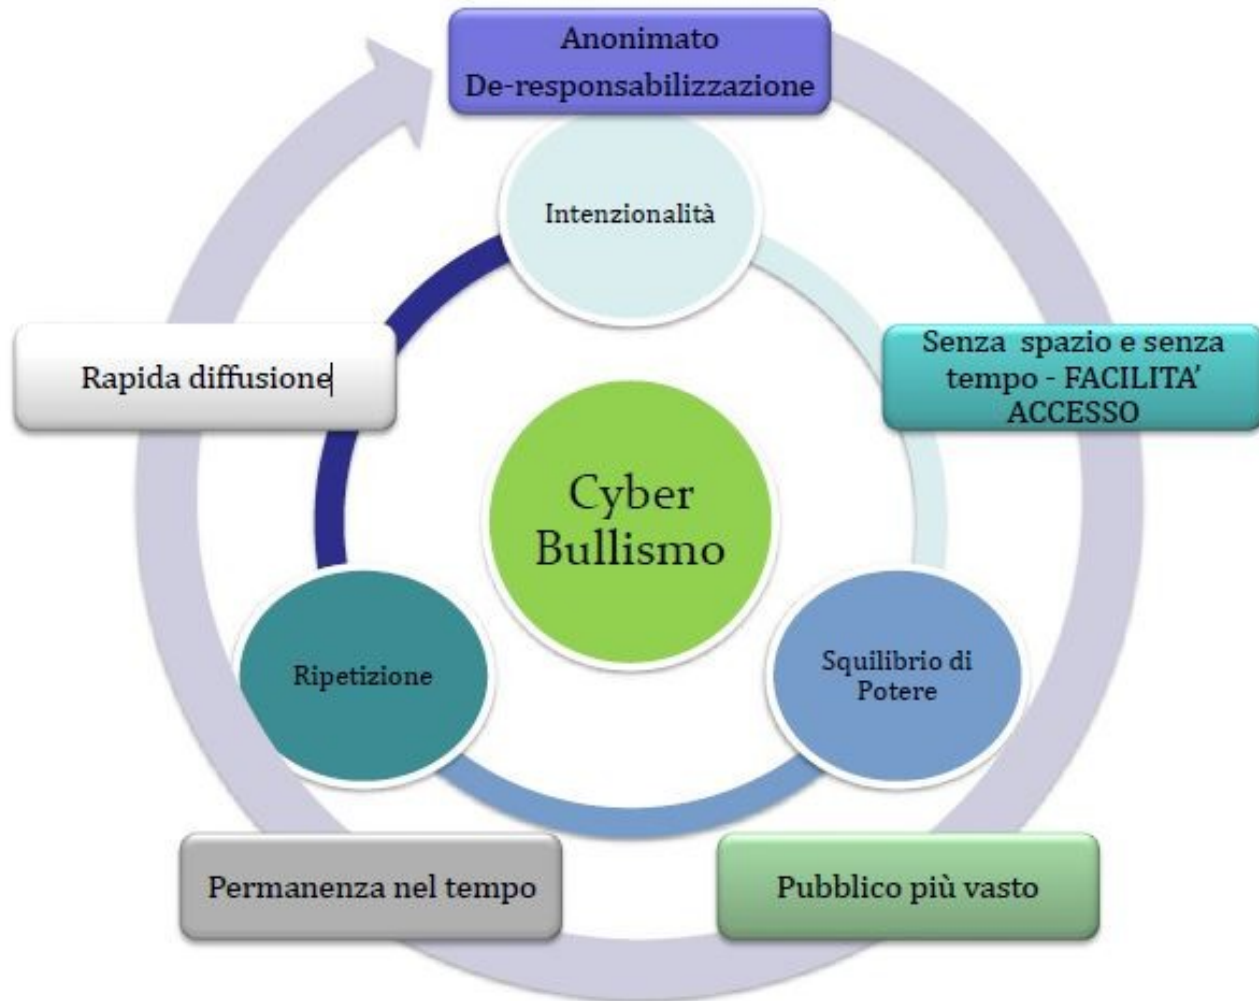 Anonimato
De-responsabilizzazione
Intenzionalità
Senza spazio e senza
tempo - FACILITA’
ACCESSO
Rapida diffusione
Cyber
Bullismo
Ripetizione
Squilibrio di
Potere
Permanenza nel tempo
Pubblico più vasto